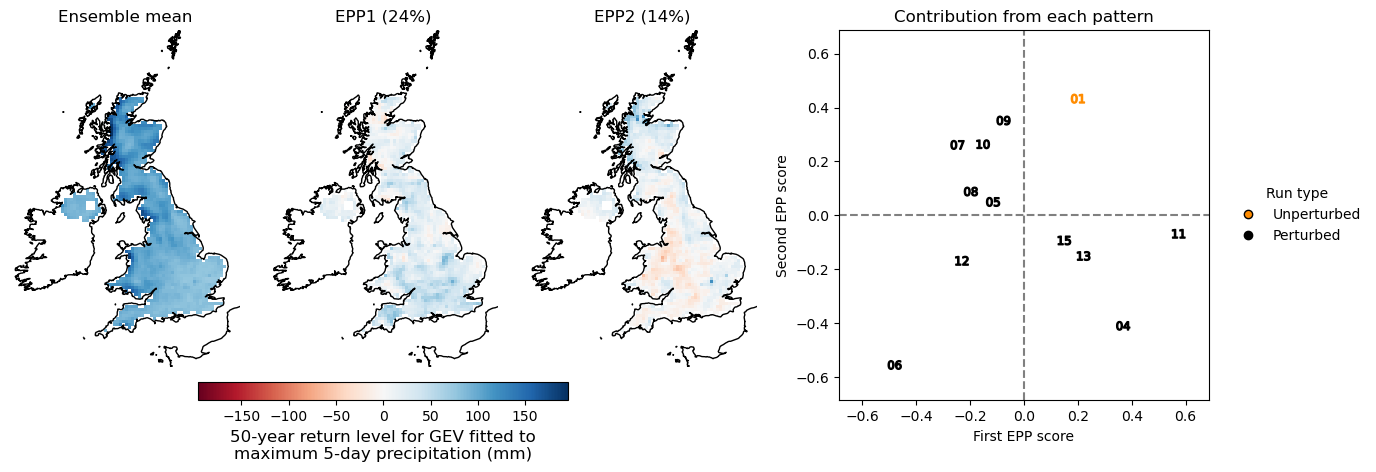 Ensemble mean
EPP1 (24%)
EPP2 (14%)
−150 −100 −50 0 50 100 150
50-year return level for GEV fitted to
maximum 5-day precipitation (mm)
Contribution from each pattern
Second EPP score
0.6
0.4
0.2
0.0
−0.2
−0.4
−0.6
01
09
07
10
08
05
15
11
13
12
04
06
−0.6 −0.4 −0.2 0.0 0.2 0.4 0.6
First EPP score
Run type
Unperturbed
Perturbed